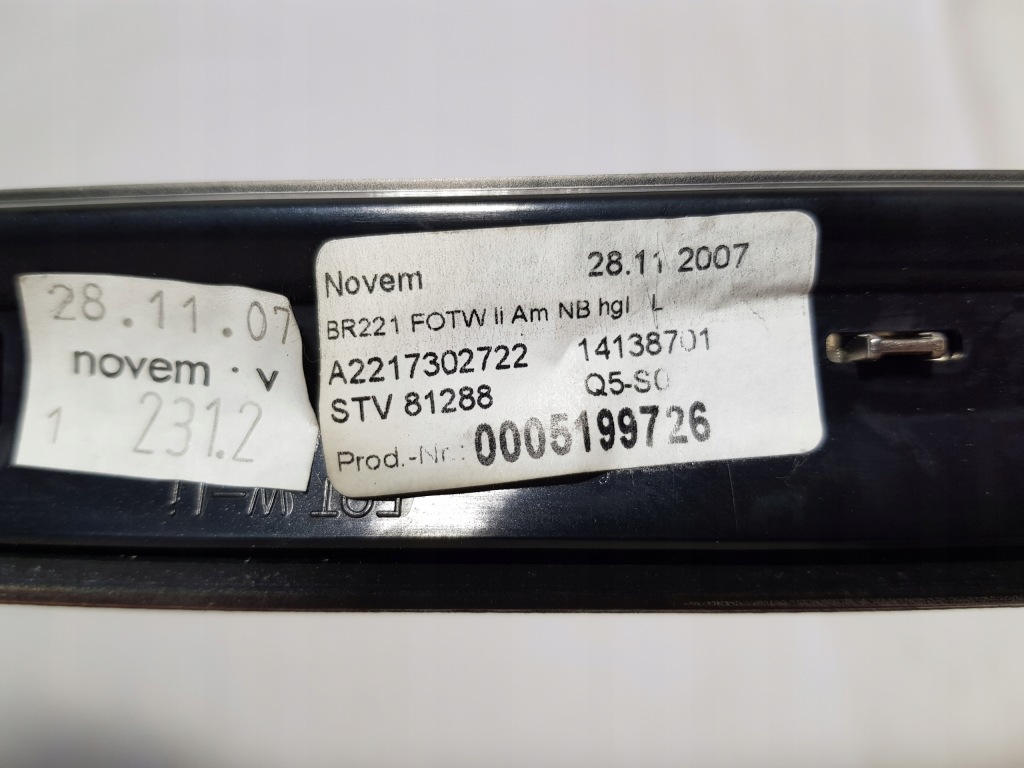 28.11.07
novem · v
1 231.2
Novem 28.11 2007
BR221 FOTW li Am NB hgl L
A2217302722 14138701
STV 81288 Q5-S0
Prod.-Nr.: 0005199726